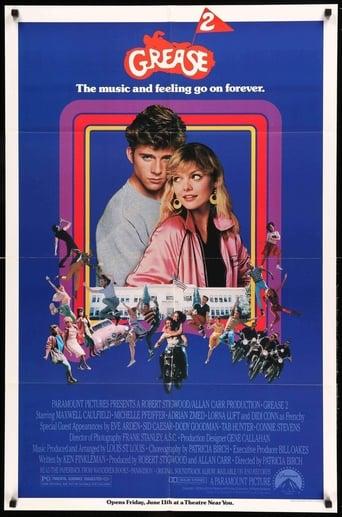 GREASE 2
The music and feeling go on forever.
PARAMOUNT PICTURES PRESENTS A ROBERT STIGWOOD/ALLAN CARR PRODUCTION · GREASE 2
Starring MAXWELL CAULFIELD · MICHELLE PFEIFFER · ADRIAN ZMED · LORNA LUFT and DIDI CONN as Frenchy
Special Guest Appearances by EVE ARDEN · SID CAESAR · DODY GOODMAN · TAB HUNTER · CONNIE STEVENS
Director of Photography FRANK STANLEY, A.S.C. · Production Designer GENE CALLAHAN
Music Produced and Arranged by LOUIS ST. LOUIS · Choreography by PATRICIA BIRCH · Executive Producer BILL OAKES
Written by KEN FINKLEMAN · Produced by ROBERT STIGWOOD and ALLAN CARR · Directed by PATRICIA BIRCH
PG
A PARAMOUNT PICTURE
Opens Friday, June 11th at a Theatre Near You.